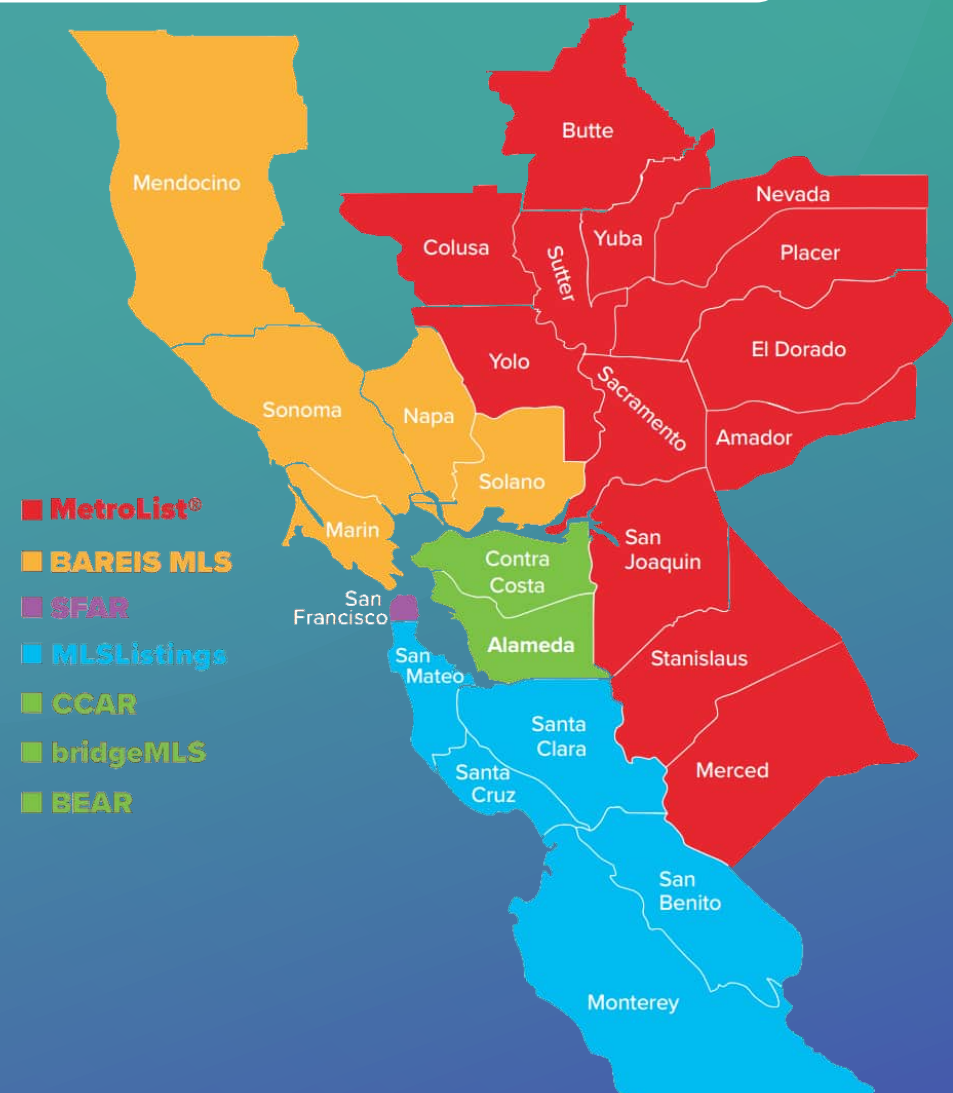 Butte
Mendocino
Nevada
Yuba
Colusa
Sutter
Placer
Yolo
El Dorado
Sacramento
Sonoma
Napa
Amador
Solano
MetroList®
Marin
San
Joaquin
BAREIS MLS
Contra
Costa
SFAR
San
Francisco
Alameda
MLSListings
San
Mateo
Stanislaus
CCAR
Santa
Clara
bridgeMLS
Santa
Cruz
Merced
BEAR
San
Benito
Monterey